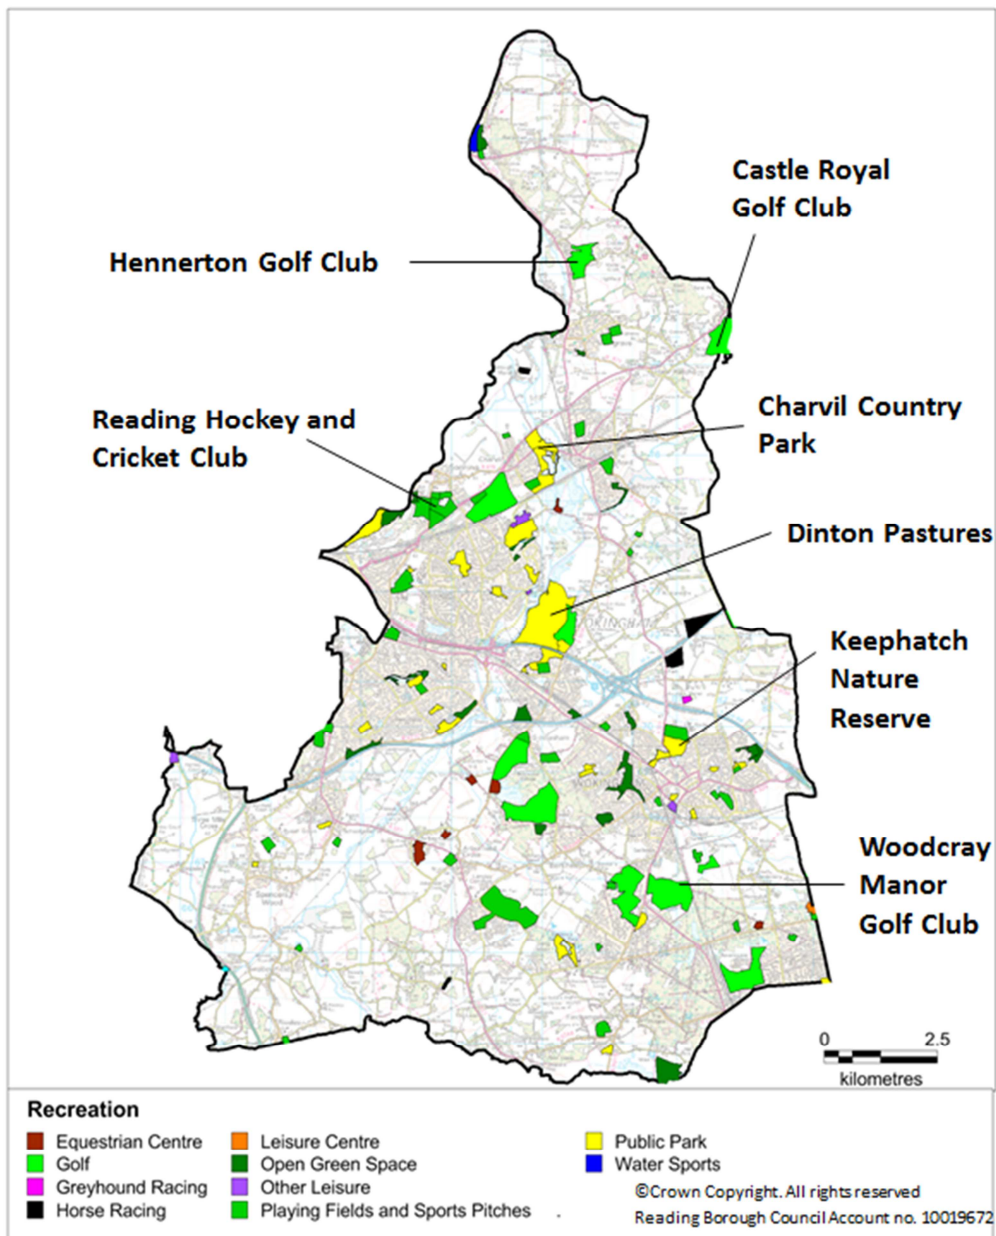 Castle Royal
Golf Club
Hennerton Golf Club
Reading Hockey and
Cricket Club
Charvil Country
Park
Dinton Pastures
Keephatch
Nature
Reserve
Woodcray
Manor
Golf Club
0 2.5
kilometres
Recreation
Equestrian Centre
Golf
Greyhound Racing
Horse Racing
Leisure Centre
Open Green Space
Other Leisure
Playing Fields and Sports Pitches
Public Park
Water Sports
©Crown Copyright. All rights reserved
Reading Borough Council Account no. 10019672